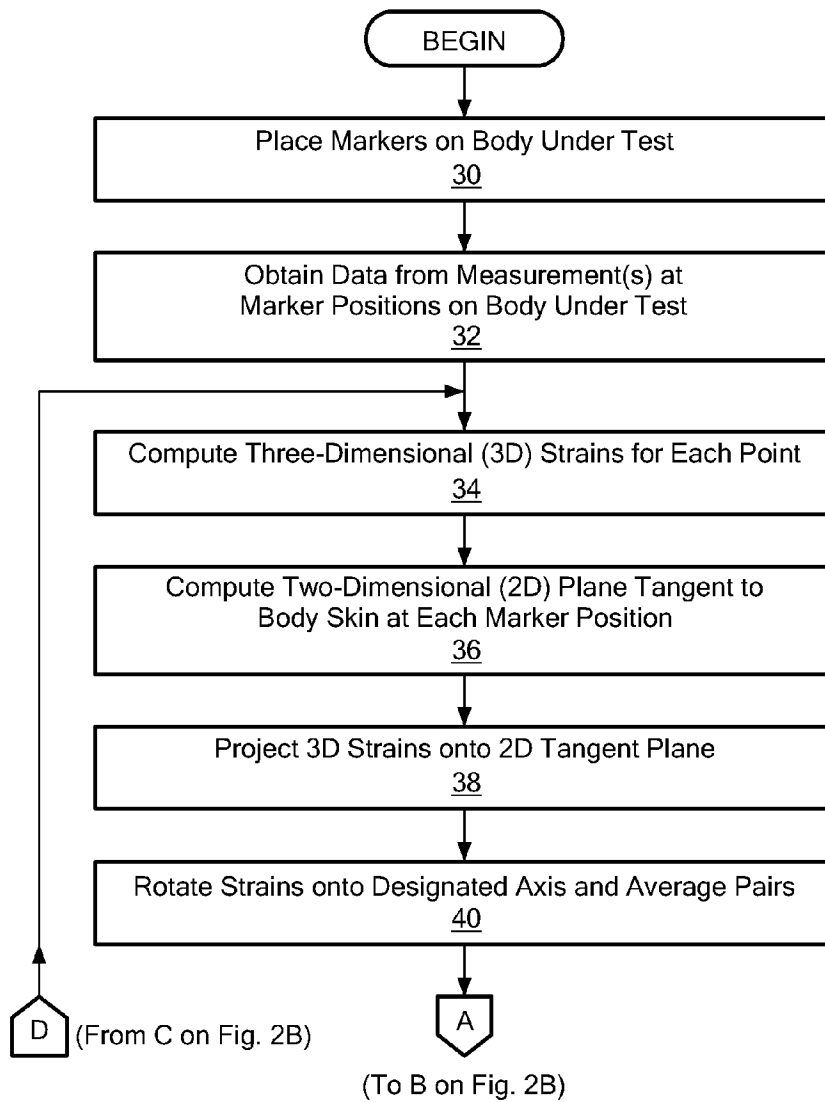 BEGIN
Place Markers on Body Under Test
30
Obtain Data from Measurement(s) at
Marker Positions on Body Under Test
32
Compute Three-Dimensional (3D) Strains for Each Point
34
Compute Two-Dimensional (2D) Plane Tangent to
Body Skin at Each Marker Position
36
Project 3D Strains onto 2D Tangent Plane
38
Rotate Strains onto Designated Axis and Average Pairs
40
D
(From C on Fig. 2B)
A
(To B on Fig. 2B)